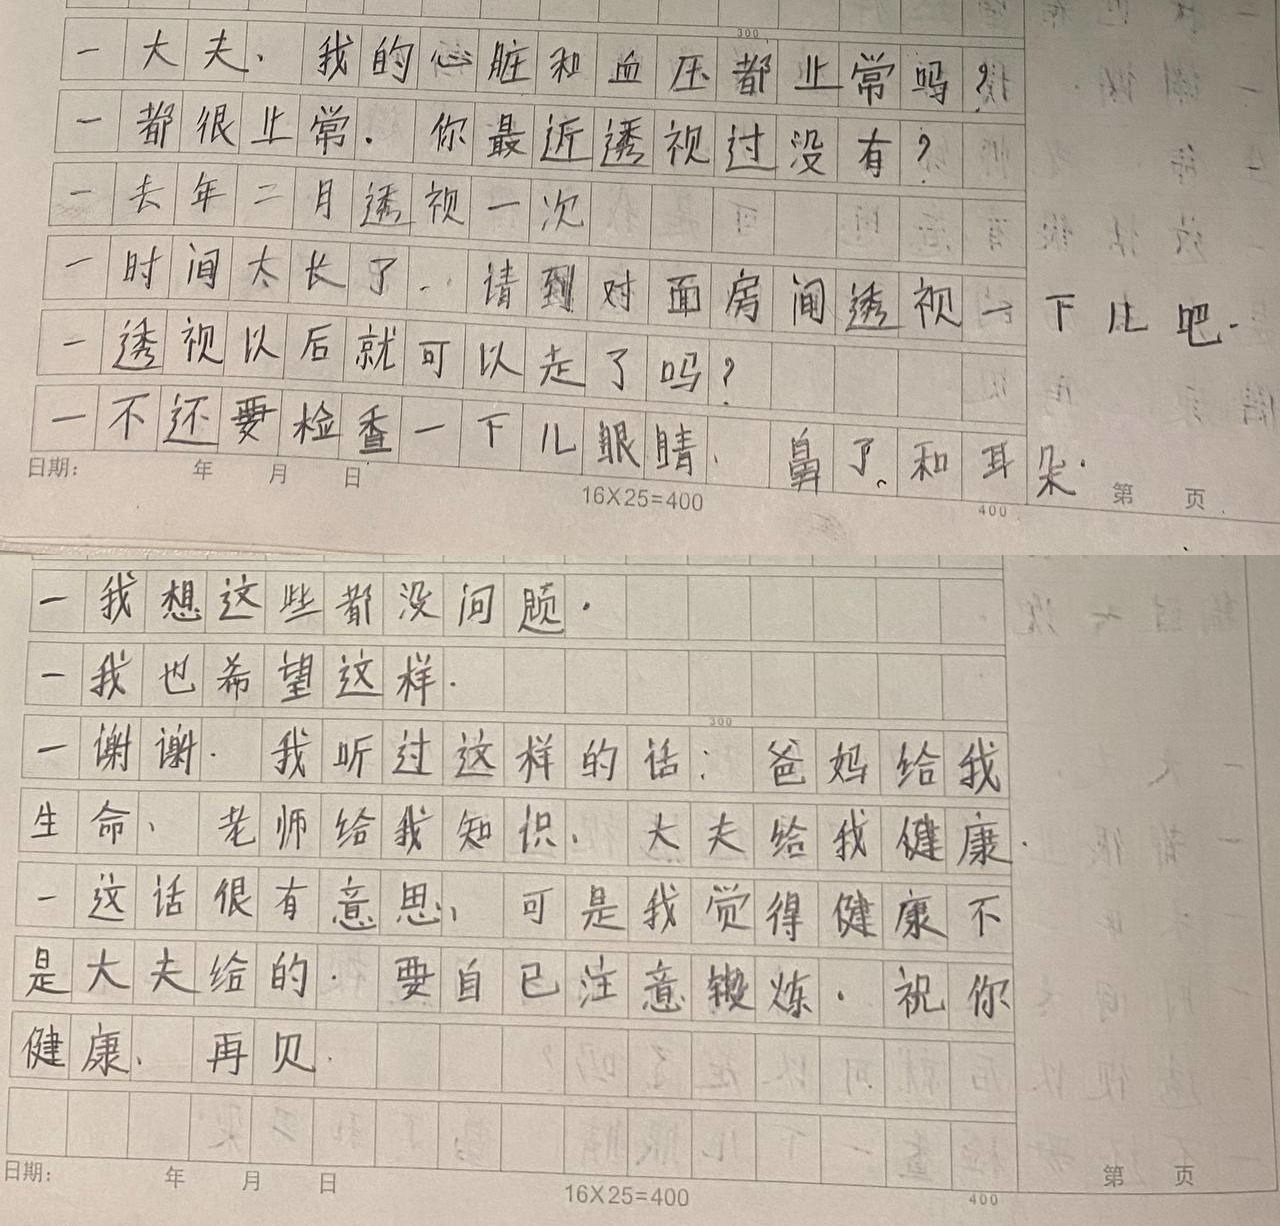 300
一大夫、我的心脏和血压都止常吗?
一都很止常. 你最近透视过没有?
一去年二月透视一次
一时间太长了. 请到对面房间透视一下儿吧.
一透视以后就可以走了吗?
一不还要检查一下儿眼睛、鼻了、和耳朵.
日期: 年 月 日 16X25=400 400 第 页
一我想这些都没问题.
一我也希望这样.
300
一谢谢. 我听过这样的话: 爸妈给我
生命、老师给我知识、大夫给我健康.
一这话很有意思、可是我觉得健康不
是大夫给的. 要自己注意锻炼. 祝你
健康、再贝.
日期: 年 月 日 16X25=400 400 第 页